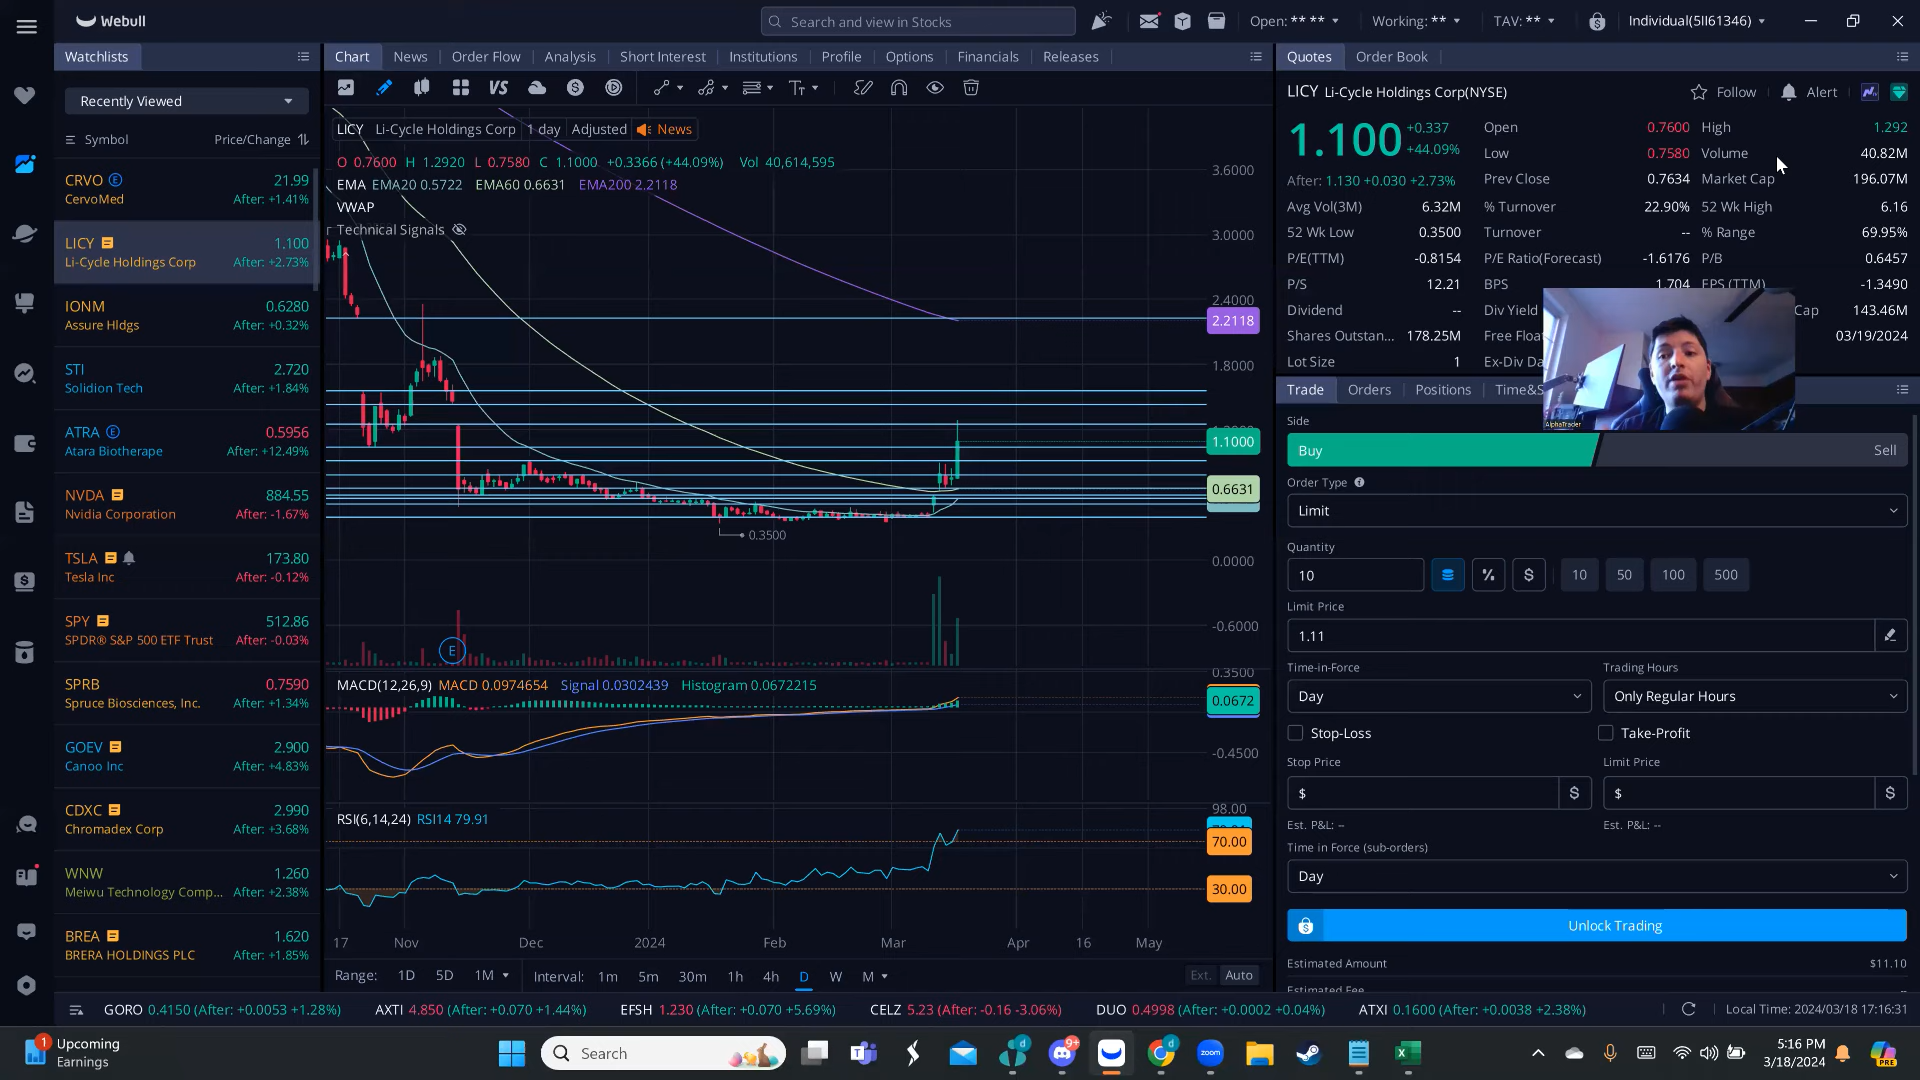 Webull
Search and view in Stocks
Open: ** **
Working: **
TAV: **
Individual(5II61346)
Watchlists
Recently Viewed
Symbol
Price/Change
CRVO 21.99
CervoMed After: +1.41%
LICY 1.100
Li-Cycle Holdings Corp After: +2.73%
IONM 0.6280
Assure Hldgs After: +0.32%
STI 2.720
Solidion Tech After: +1.84%
ATRA 0.5956
Atara Biotherape After: +12.49%
NVDA 884.55
Nvidia Corporation After: -1.67%
TSLA 173.80
Tesla Inc After: -0.12%
SPY 512.86
SPDR® S&P 500 ETF Trust After: -0.03%
SPRB 0.7590
Spruce Biosciences, Inc. After: +1.34%
GOEV 2.900
Canoo Inc After: +4.83%
CDXC 2.990
Chromadex Corp After: +3.68%
WNW 1.260
Meiwu Technology Comp... After: +2.38%
BREA 1.620
BRERA HOLDINGS PLC After: +1.85%
Chart News Order Flow Analysis Short Interest Institutions Profile Options Financials Releases
VS
LICY Li-Cycle Holdings Corp 1 day Adjusted News
O 0.7600 H 1.2920 L 0.7580 C 1.1000 +0.3366 (+44.09%) Vol 40,614,595
EMA EMA20 0.5722 EMA60 0.6631 EMA200 2.2118
VWAP
Technical Signals
3.6000
3.0000
2.4000
2.2118
1.8000
1.1000
0.6631
0.3500
0.0000
-0.6000
E
MACD(12,26,9) MACD 0.0974654 Signal 0.0302439 Histogram 0.0672215
0.3500
0.0672
-0.4500
RSI(6,14,24) RSI14 79.91
98.00
70.00
30.00
17 Nov Dec 2024 Feb Mar Apr 16 May
Range: 1D 5D 1M Interval: 1m 5m 30m 1h 4h D W M Ext. Auto
Quotes Order Book
LICY Li-Cycle Holdings Corp(NYSE) Follow Alert
1.100 +0.337
+44.09%
After: 1.130 +0.030 +2.73%
Open 0.7600 High 1.292
Low 0.7580 Volume 40.82M
Prev Close 0.7634 Market Cap 196.07M
Avg Vol(3M) 6.32M % Turnover 22.90% 52 Wk High 6.16
52 Wk Low 0.3500 Turnover -- % Range 69.95%
P/E(TTM) -0.8154 P/E Ratio(Forecast) -1.6176 P/B 0.6457
P/S 12.21 BPS 1.704 EPS (TTM) -1.3490
Dividend -- Div Yield Cap 143.46M
Shares Outstan... 178.25M Free Floa 03/19/2024
Lot Size 1 Ex-Div Da
AlphaTrader
Trade Orders Positions Time&S
Side
Buy Sell
Order Type
Limit
Quantity
10 % $ 10 50 100 500
Limit Price
1.11
Time-in-Force Trading Hours
Day Only Regular Hours
Stop-Loss Take-Profit
Stop Price Limit Price
$ $ $ $
Est. P&L: -- Est. P&L: --
Time in Force (sub-orders)
Day
Unlock Trading
Estimated Amount $11.10
GORO 0.4150 (After: +0.0053 +1.28%) AXTI 4.850 (After: +0.070 +1.44%) EFSH 1.230 (After: +0.070 +5.69%) CELZ 5.23 (After: -0.16 -3.06%) DUO 0.4998 (After: +0.0002 +0.04%) ATXI 0.1600 (After: +0.0038 +2.38%) Local Time: 2024/03/18 17:16:31
1
Upcoming
Earnings
Search
d
9+
d
zoom
5:16 PM
3/18/2024
PRE